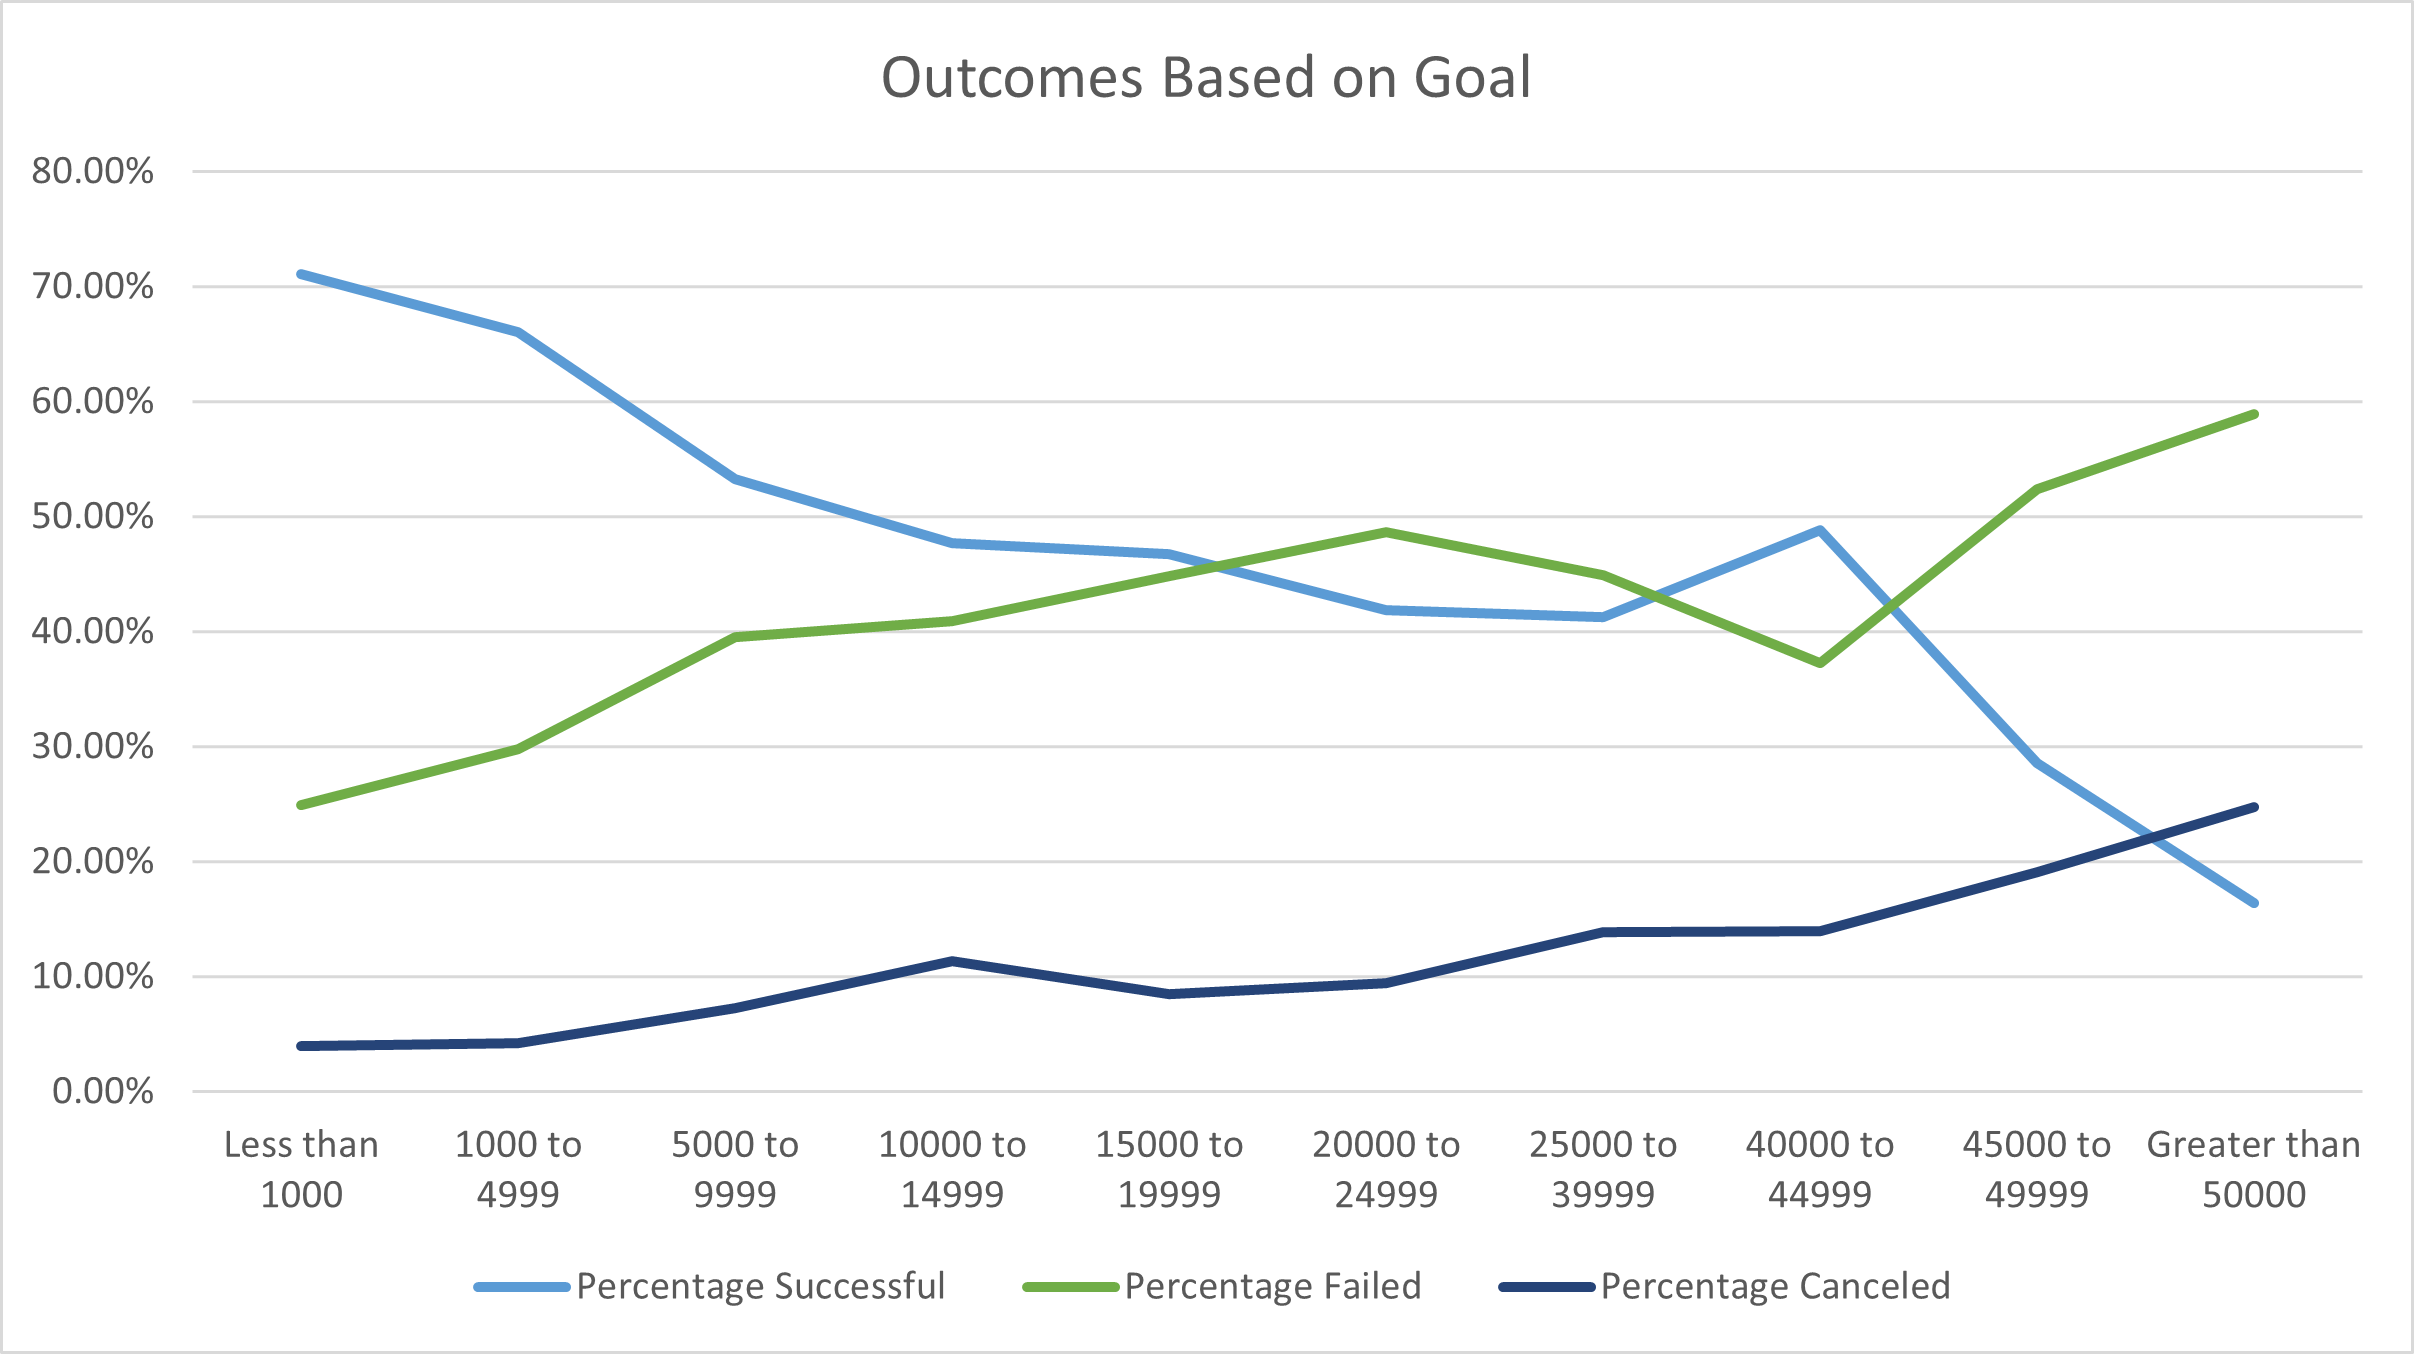 Outcomes Based on Goal
80.00%
70.00%
60.00%
50.00%
40.00%
30.00%
20.00%
10.00%
0.00%
Less than 1000 to 5000 to 10000 to 15000 to 20000 to 25000 to 40000 to 45000 to Greater than
1000 4999 9999 14999 19999 24999 39999 44999 49999 50000
Percentage Successful Percentage Failed Percentage Canceled